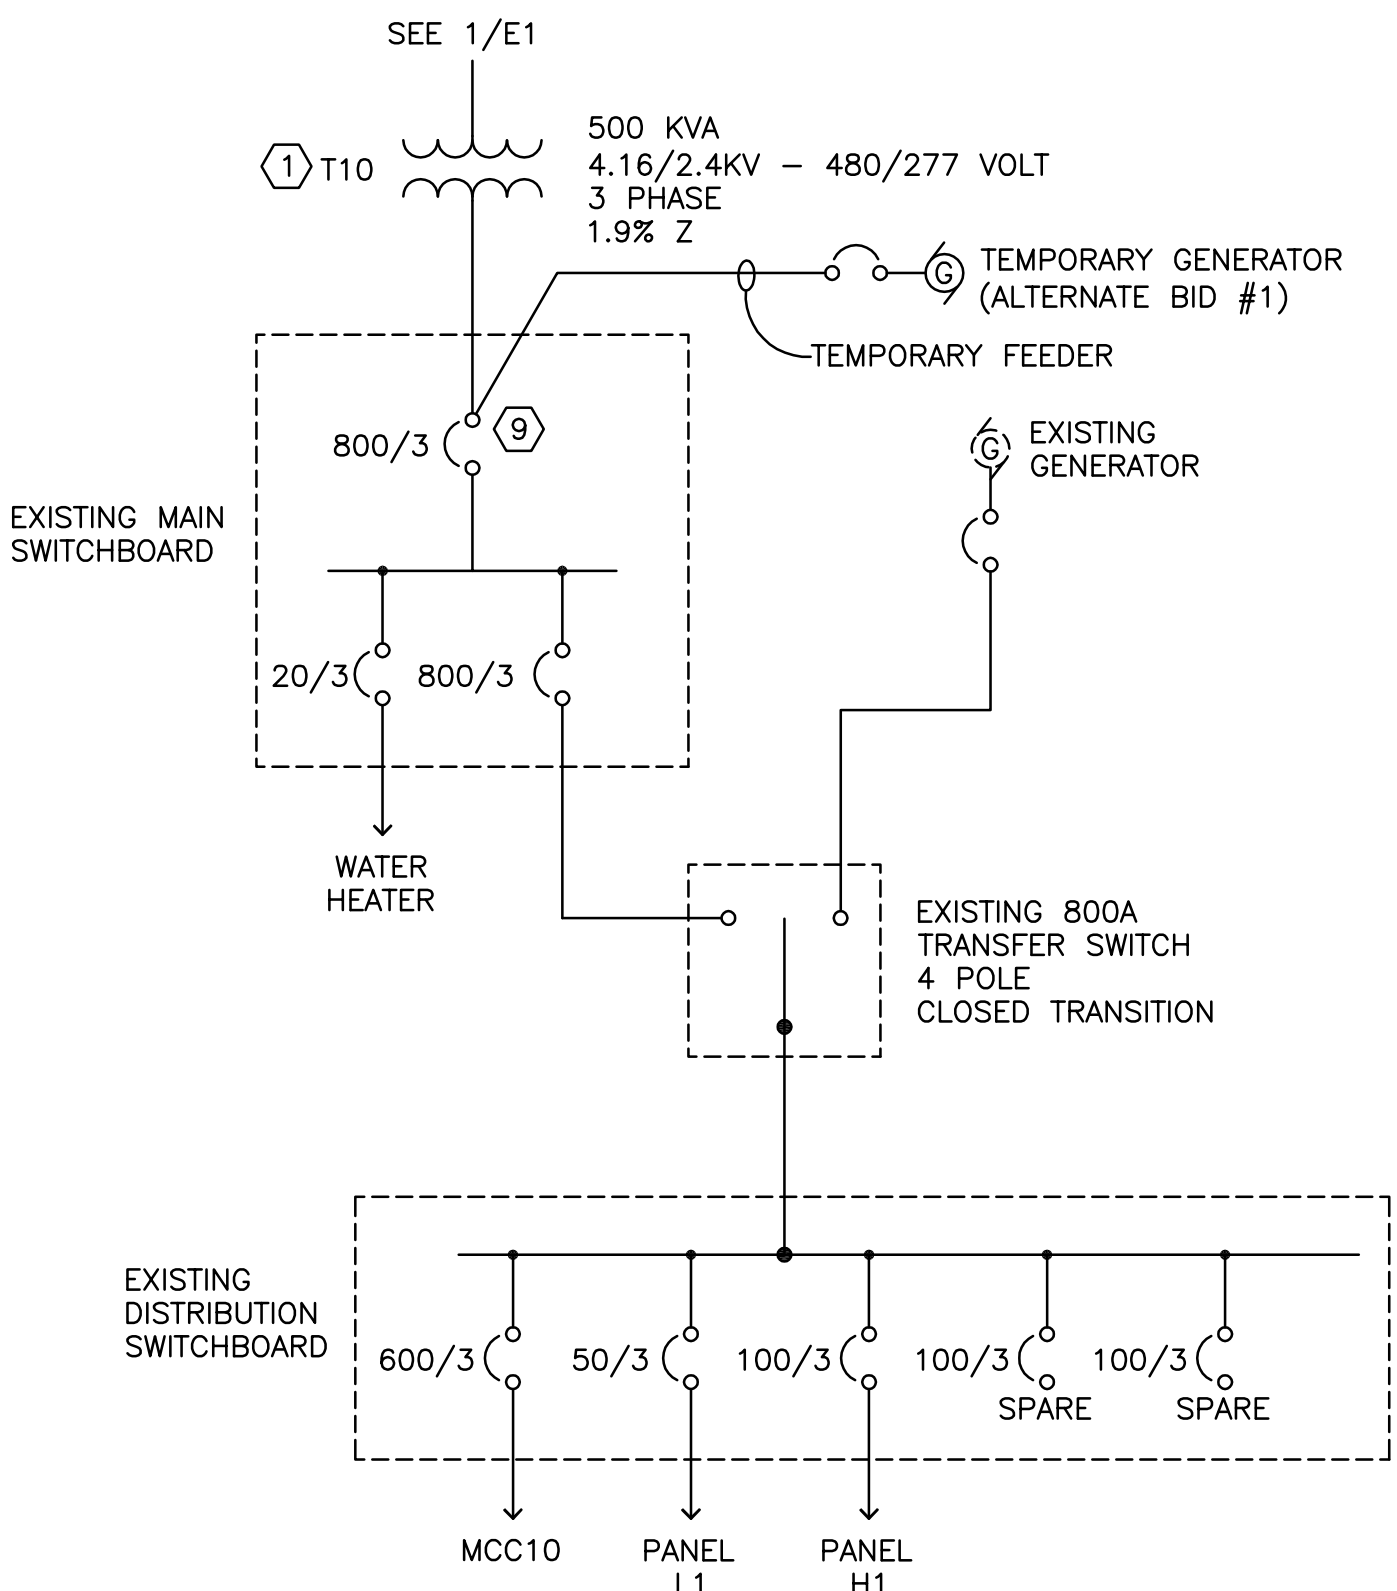 SEE 1/E1
1
T10
500 KVA
4.16/2.4KV - 480/277 VOLT
3 PHASE
1.9% Z
G
TEMPORARY GENERATOR
(ALTERNATE BID #1)
TEMPORARY FEEDER
800/3
9
G
EXISTING
GENERATOR
EXISTING MAIN
SWITCHBOARD
20/3
800/3
WATER
HEATER
EXISTING 800A
TRANSFER SWITCH
4 POLE
CLOSED TRANSITION
EXISTING
DISTRIBUTION
SWITCHBOARD
600/3
50/3
100/3
100/3
100/3
SPARE
SPARE
MCC10
PANEL
L1
PANEL
H1